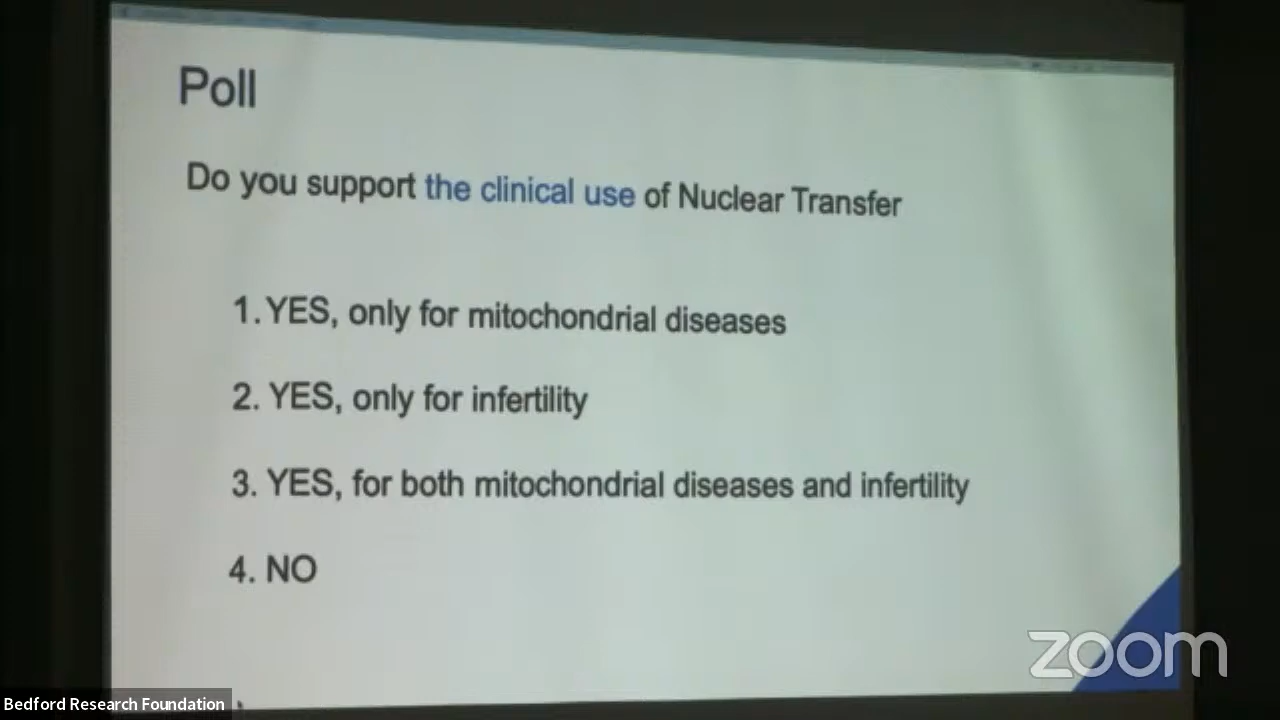 Poll
Do you support the clinical use of Nuclear Transfer
1. YES, only for mitochondrial diseases
2. YES, only for infertility
3. YES, for both mitochondrial diseases and infertility
4. NO
zoom
Bedford Research Foundation